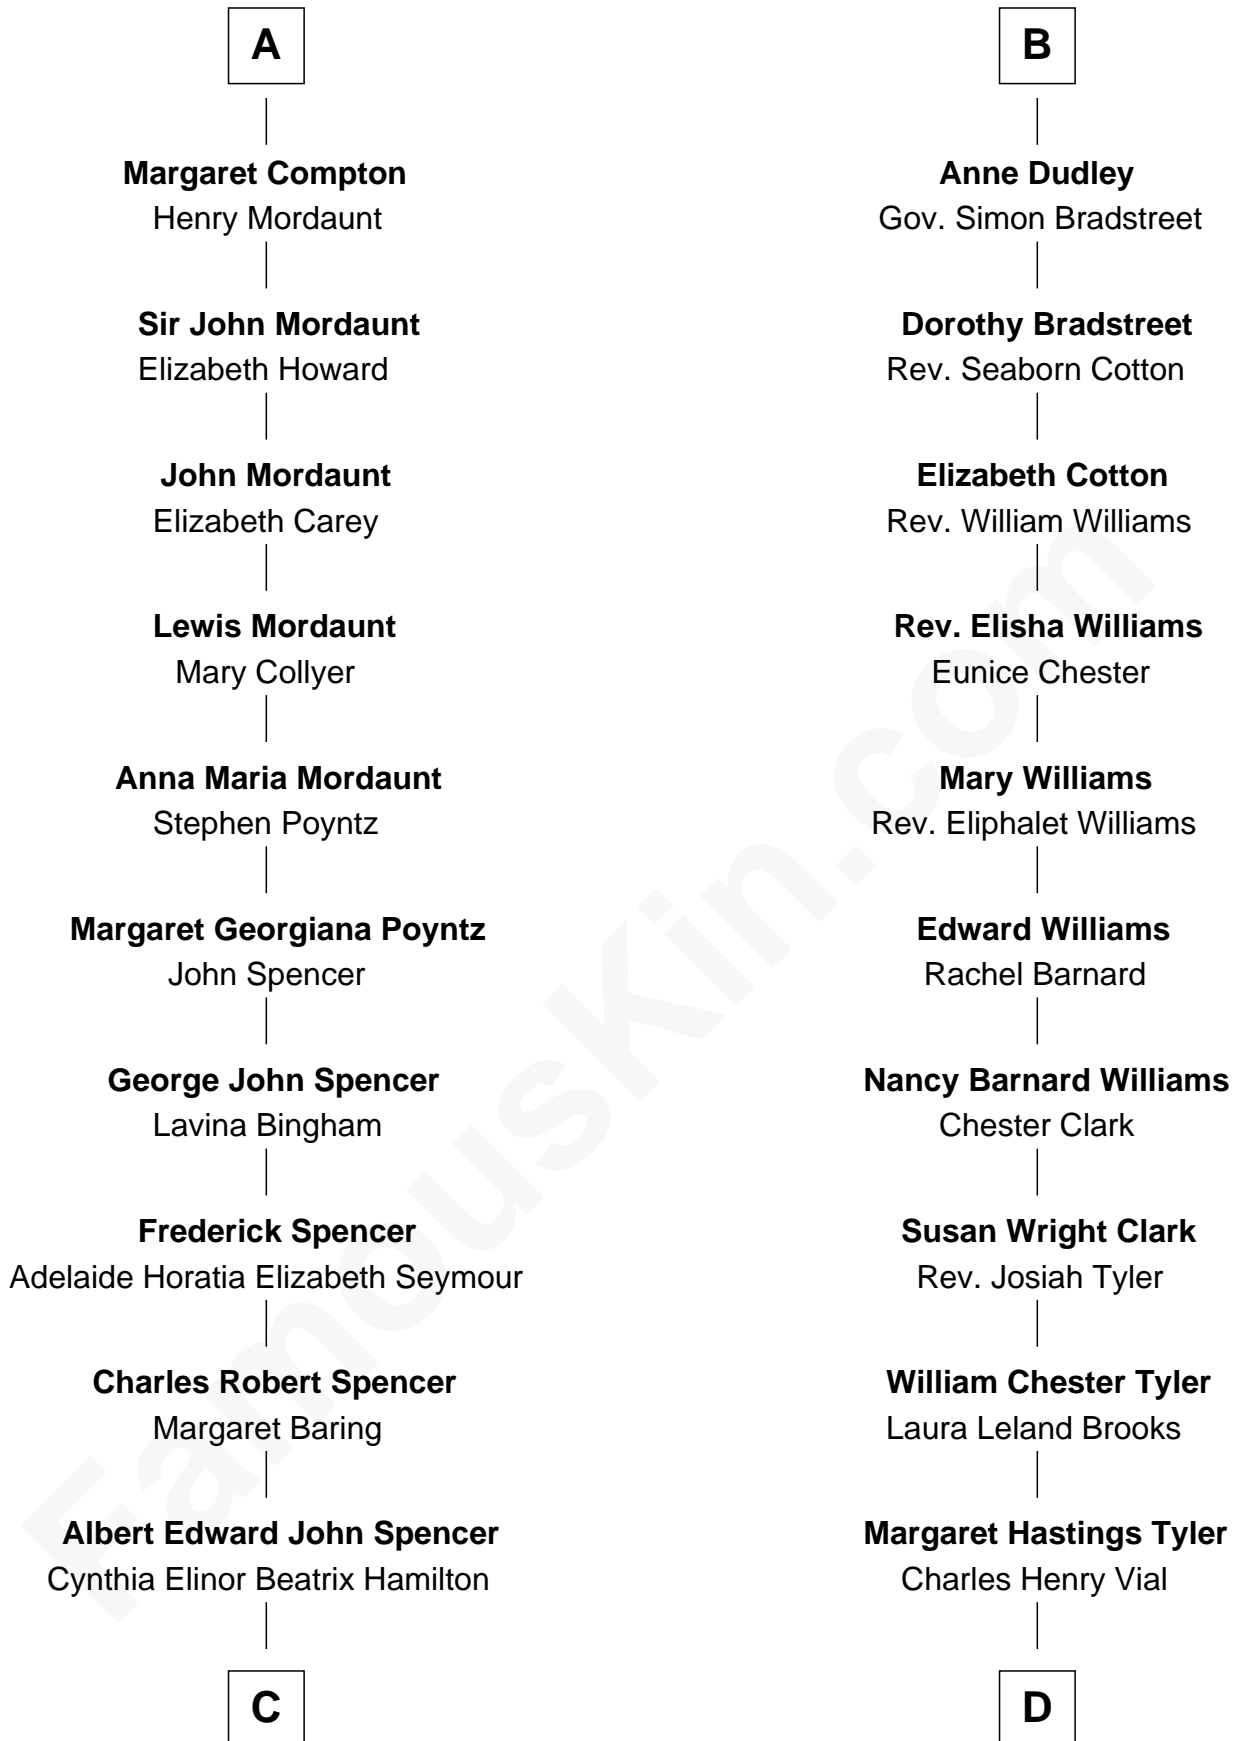 A
Margaret Compton
Henry Mordaunt
Sir John Mordaunt
Elizabeth Howard
John Mordaunt
Elizabeth Carey
Lewis Mordaunt
Mary Collyer
Anna Maria Mordaunt
Stephen Poyntz
Margaret Georgiana Poyntz
John Spencer
George John Spencer
Lavina Bingham
Frederick Spencer
Adelaide Horatia Elizabeth Seymour
Charles Robert Spencer
Margaret Baring
Albert Edward John Spencer
Cynthia Elinor Beatrix Hamilton
C
B
Anne Dudley
Gov. Simon Bradstreet
Dorothy Bradstreet
Rev. Seaborn Cotton
Elizabeth Cotton
Rev. William Williams
Rev. Elisha Williams
Eunice Chester
Mary Williams
Rev. Eliphalet Williams
Edward Williams
Rachel Barnard
Nancy Barnard Williams
Chester Clark
Susan Wright Clark
Rev. Josiah Tyler
William Chester Tyler
Laura Leland Brooks
Margaret Hastings Tyler
Charles Henry Vial
D
FamousKin.com